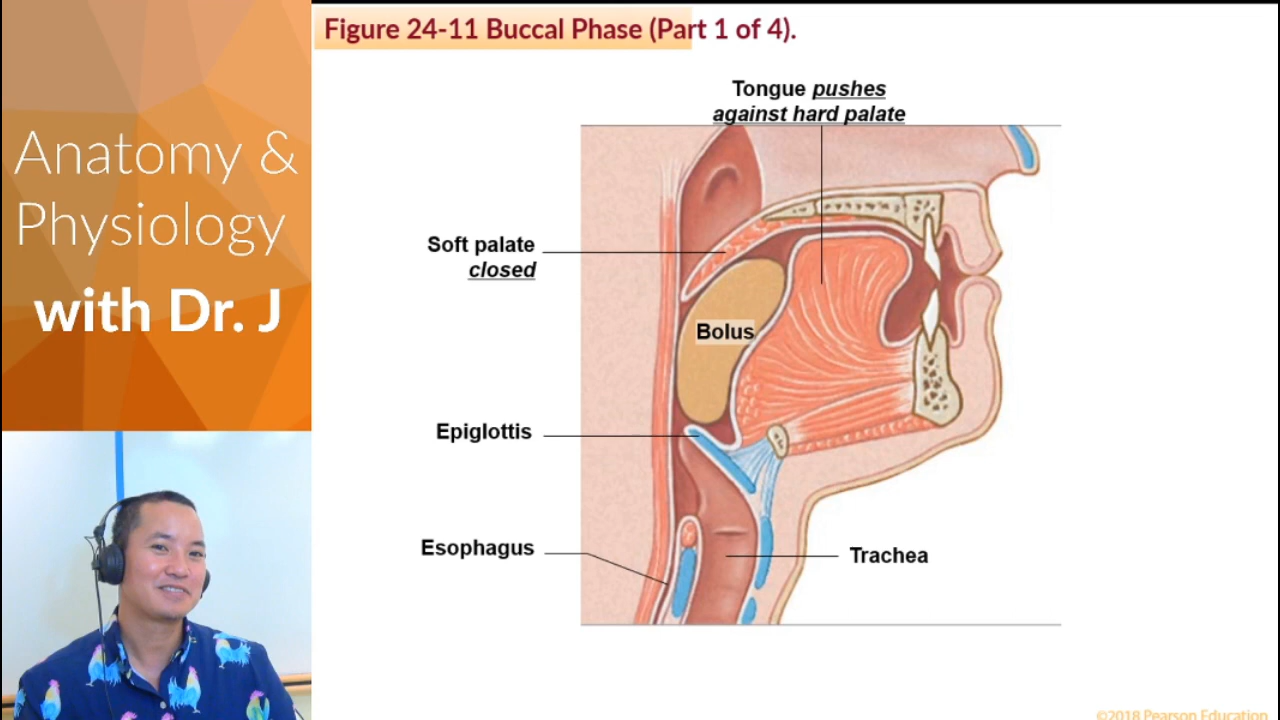 Anatomy &
Physiology
with Dr. J
Figure 24-11 Buccal Phase (Part 1 of 4).
Tongue pushes
against hard palate
Soft palate
closed
Bolus
Epiglottis
Esophagus
Trachea
©2018 Pearson Education